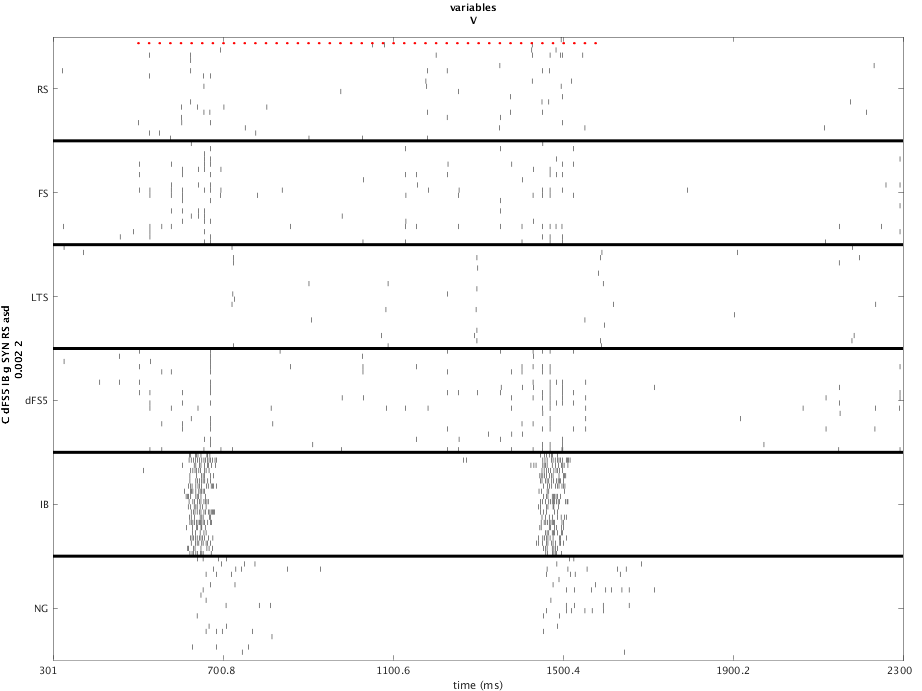 variables
V
RS
FS
LTS
dFS5
IB
NG
C dFS5 IB g SYN RS asd
0.002 2
301
700.8
1100.6
1500.4
1900.2
2300
time (ms)